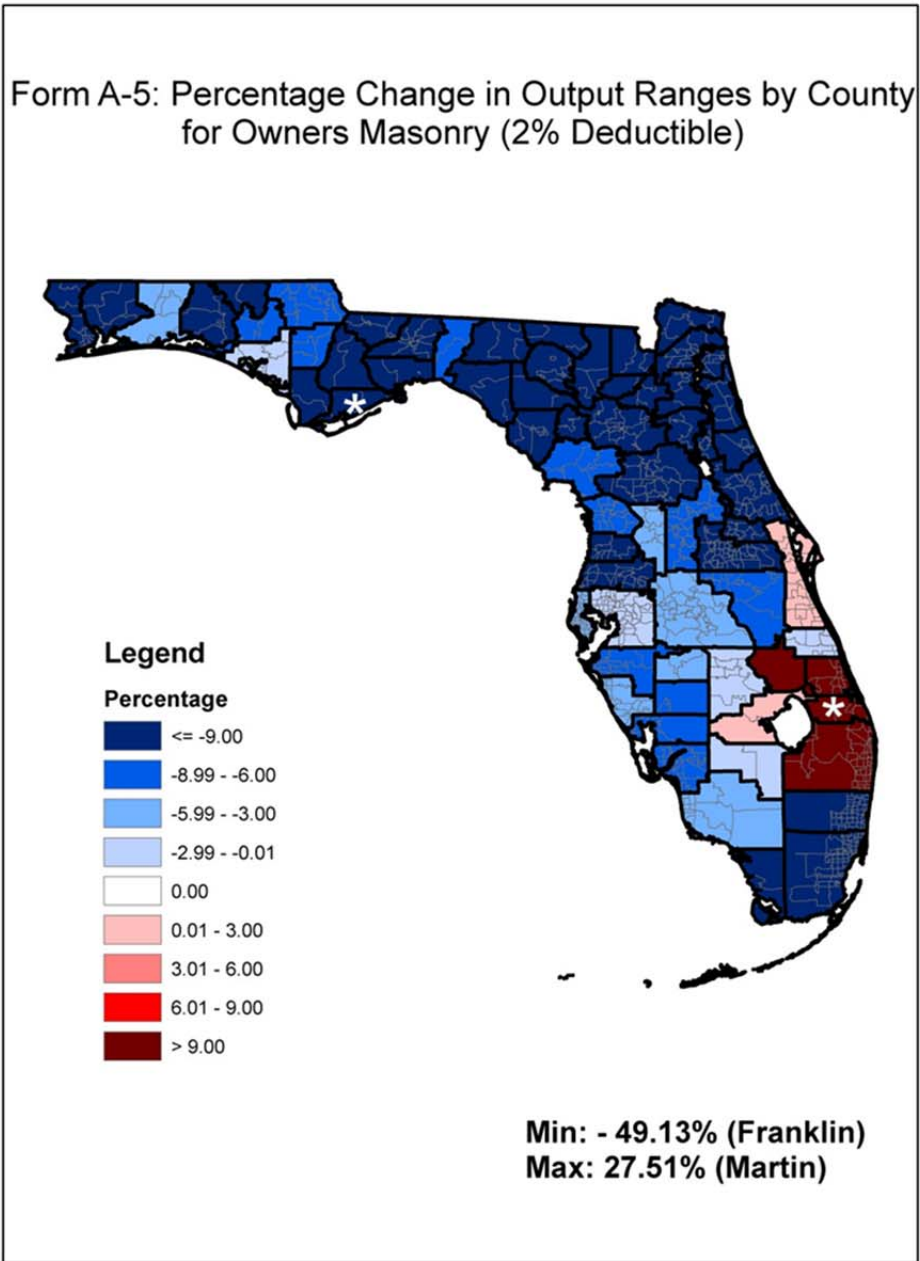 Form A-5: Percentage Change in Output Ranges by County
for Owners Masonry (2% Deductible)
*
*
Legend
Percentage
<= -9.00
-8.99 - -6.00
-5.99 - -3.00
-2.99 - -0.01
0.00
0.01 - 3.00
3.01 - 6.00
6.01 - 9.00
> 9.00
Min: - 49.13% (Franklin)
Max: 27.51% (Martin)